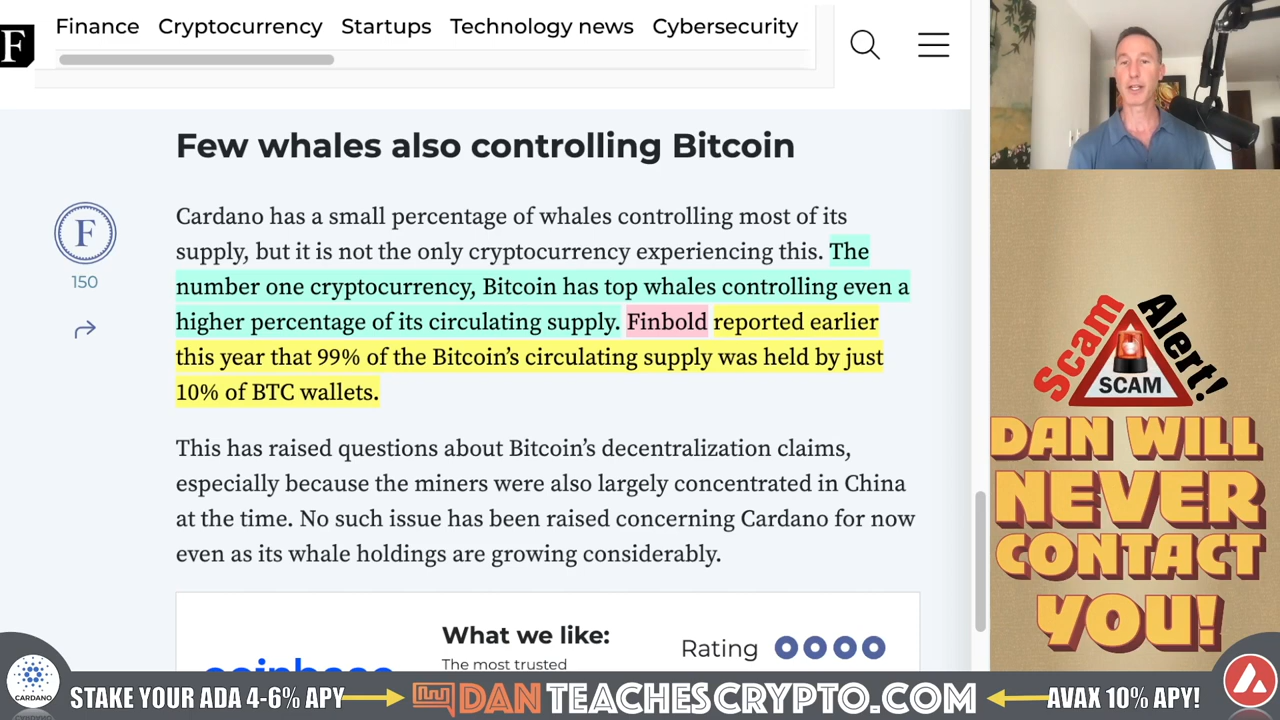 F
Finance Cryptocurrency Startups Technology news Cybersecurity
Few whales also controlling Bitcoin
F
150
Cardano has a small percentage of whales controlling most of its
supply, but it is not the only cryptocurrency experiencing this. The
number one cryptocurrency, Bitcoin has top whales controlling even a
higher percentage of its circulating supply. Finbold reported earlier
this year that 99% of the Bitcoin’s circulating supply was held by just
10% of BTC wallets.
This has raised questions about Bitcoin’s decentralization claims,
especially because the miners were also largely concentrated in China
at the time. No such issue has been raised concerning Cardano for now
even as its whale holdings are growing considerably.
coinbase
What we like:
The most trusted
Rating
Scam Alert!
SCAM
DAN WILL
NEVER
CONTACT
YOU!
CARDANO
STAKE YOUR ADA 4-6% APY
DANTEACHESCRYPTO.COM
AVAX 10% APY!